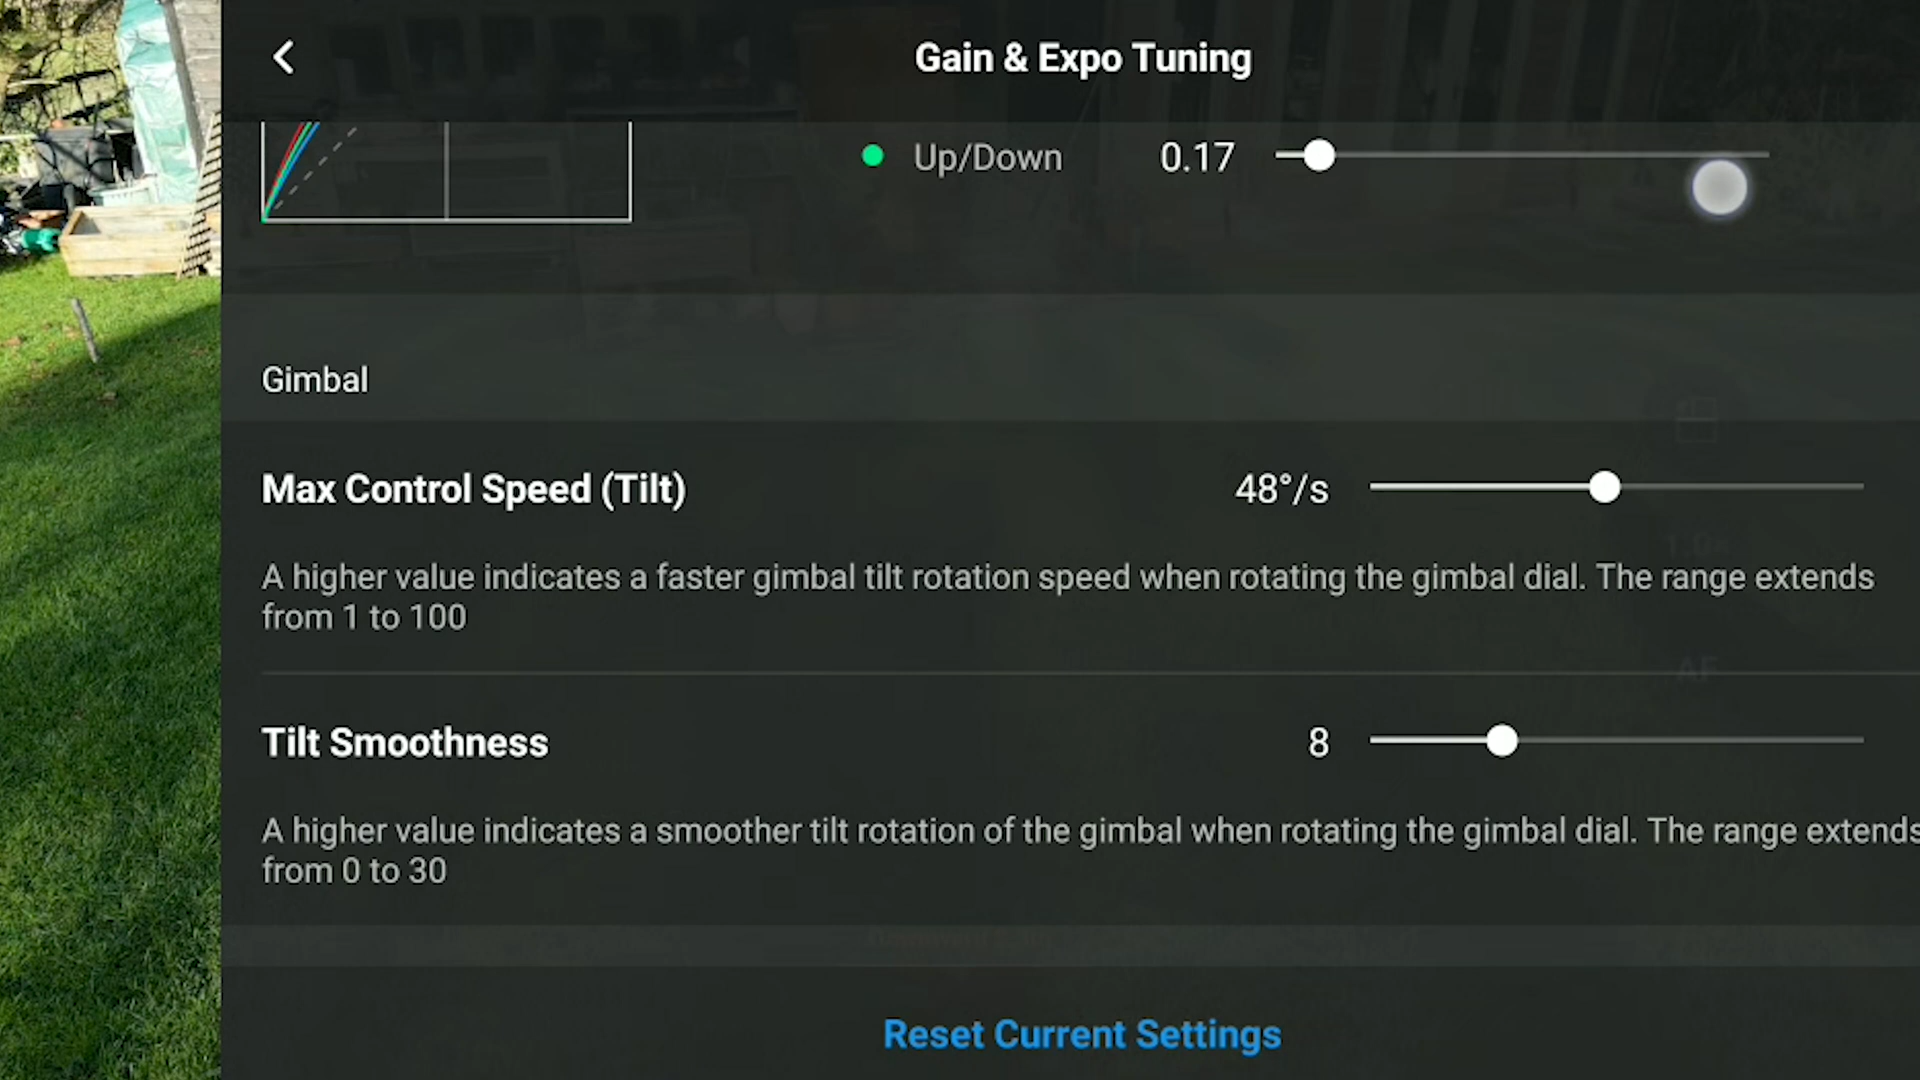 Gain & Expo Tuning
Up/Down 0.17
Gimbal
Max Control Speed (Tilt) 48°/s
A higher value indicates a faster gimbal tilt rotation speed when rotating the gimbal dial. The range extends
from 1 to 100
AF
Tilt Smoothness 8
A higher value indicates a smoother tilt rotation of the gimbal when rotating the gimbal dial. The range extends
from 0 to 30
Reset Current Settings